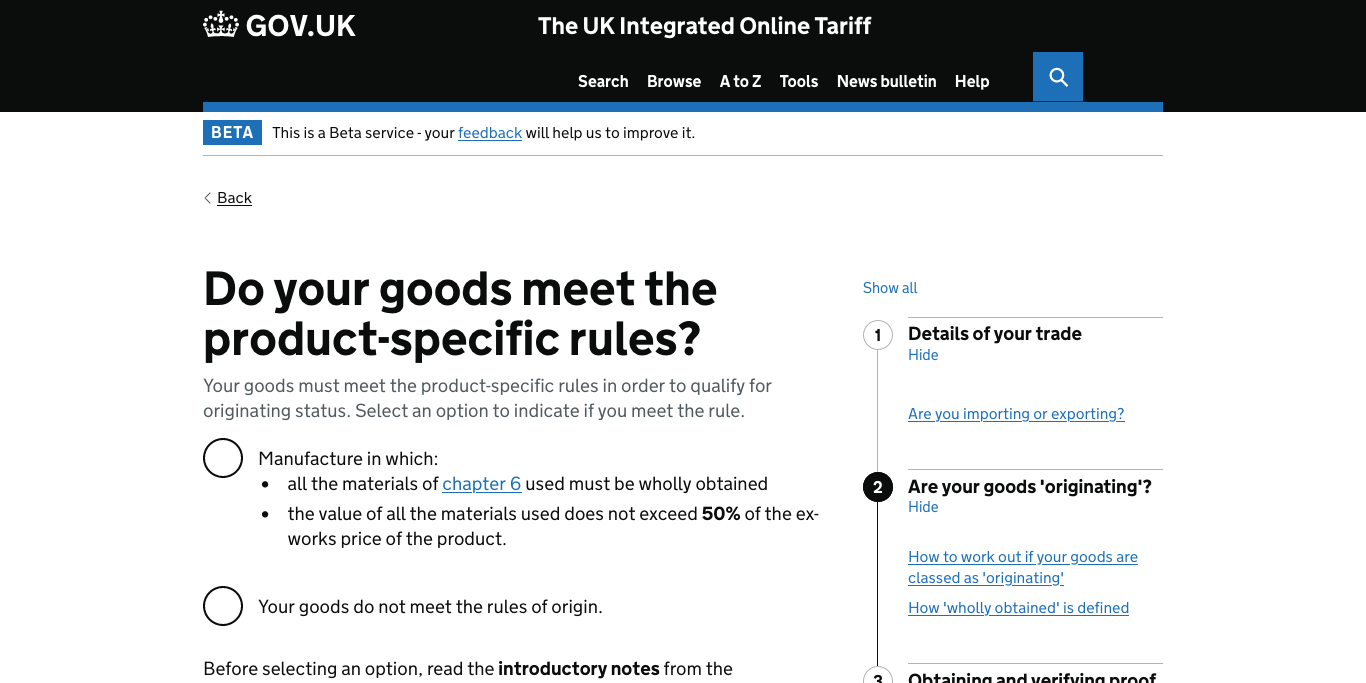 GOV.UK
The UK Integrated Online Tariff
Search Browse A to Z Tools News bulletin Help
BETA This is a Beta service - your feedback will help us to improve it.
Back
Do your goods meet the
product-specific rules?
Your goods must meet the product-specific rules in order to qualify for
originating status. Select an option to indicate if you meet the rule.
Manufacture in which:
• all the materials of chapter 6 used must be wholly obtained
• the value of all the materials used does not exceed 50% of the ex-
works price of the product.
Your goods do not meet the rules of origin.
Before selecting an option, read the introductory notes from the
Show all
1 Details of your trade
Hide
Are you importing or exporting?
2 Are your goods 'originating'?
Hide
How to work out if your goods are
classed as 'originating'
How 'wholly obtained' is defined
3 Obtaining and verifying proof